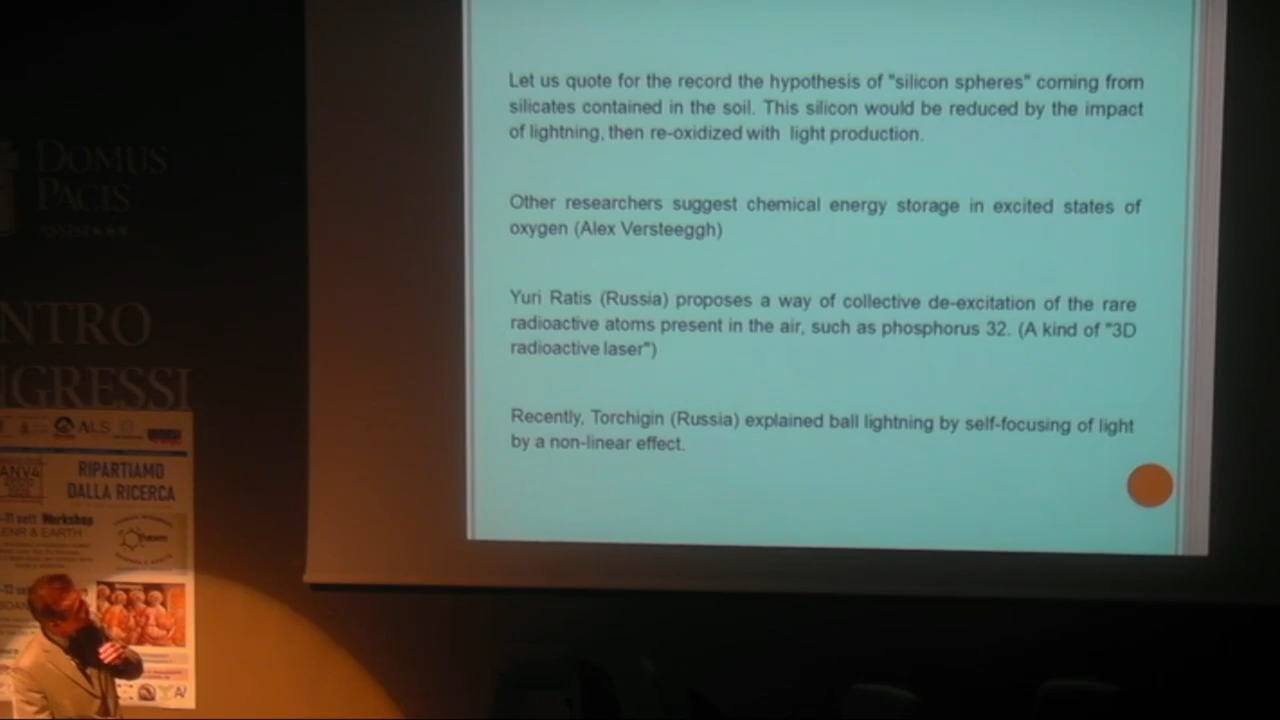 Let us quote for the record the hypothesis of "silicon spheres" coming from
silicates contained in the soil. This silicon would be reduced by the impact
of lightning, then re-oxidized with light production.
Other researchers suggest chemical energy storage in excited states of
oxygen (Alex Versteeggh)
Yuri Ratis (Russia) proposes a way of collective de-excitation of the rare
radioactive atoms present in the air, such as phosphorus 32. (A kind of "3D
radioactive laser")
Recently, Torchigin (Russia) explained ball lightning by self-focusing of light
by a non-linear effect.
DOMUS
PACIS
NTRO
NGRESSI
ALS
ANV4
RIPARTIAMO
DALLA RICERCA
-11 sett Workshop
ENR & EARTH